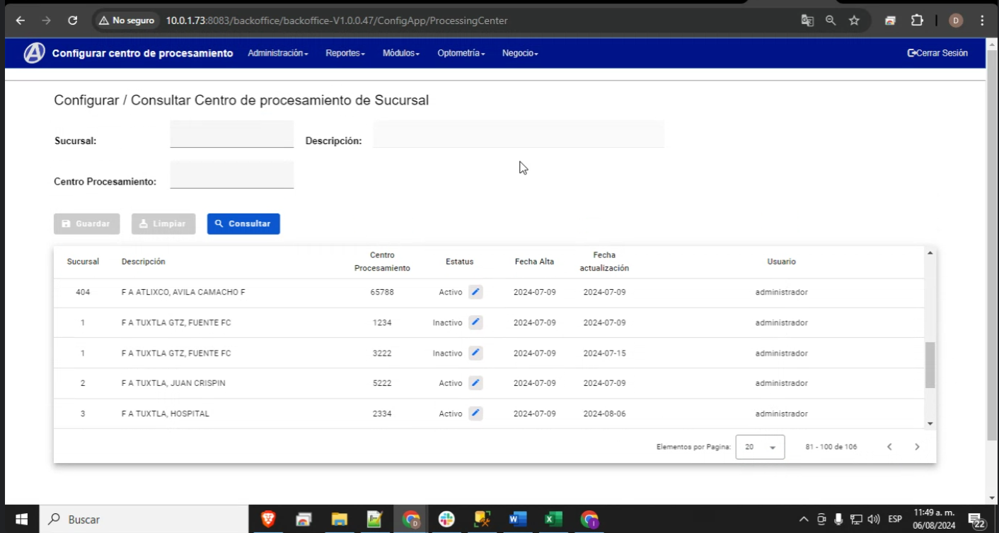 No seguro
10.0.1.73:8083/backoffice/backoffice-V1.0.0.47/ConfigApp/ProcessingCenter
D
Configurar centro de procesamiento
Administración
Reportes
Módulos
Optometría
Negocio
Cerrar Sesión
Configurar / Consultar Centro de procesamiento de Sucursal
Sucursal:
Descripción:
Centro Procesamiento:
Guardar
Limpiar
Consultar
Sucursal Descripción Centro Procesamiento Estatus Fecha Alta Fecha actualización Usuario
404 F A ATLIXCO, AVILA CAMACHO F 65788 Activo 2024-07-09 2024-07-09 administrador
1 F A TUXTLA GTZ, FUENTE FC 1234 Inactivo 2024-07-09 2024-07-09 administrador
1 F A TUXTLA GTZ, FUENTE FC 3222 Inactivo 2024-07-09 2024-07-15 administrador
2 F A TUXTLA, JUAN CRISPIN 5222 Activo 2024-07-09 2024-07-09 administrador
3 F A TUXTLA, HOSPITAL 2334 Activo 2024-07-09 2024-08-06 administrador
Elementos por Pagina: 20 81 - 100 de 106
Buscar
ESP
11:49 a. m.
06/08/2024
22